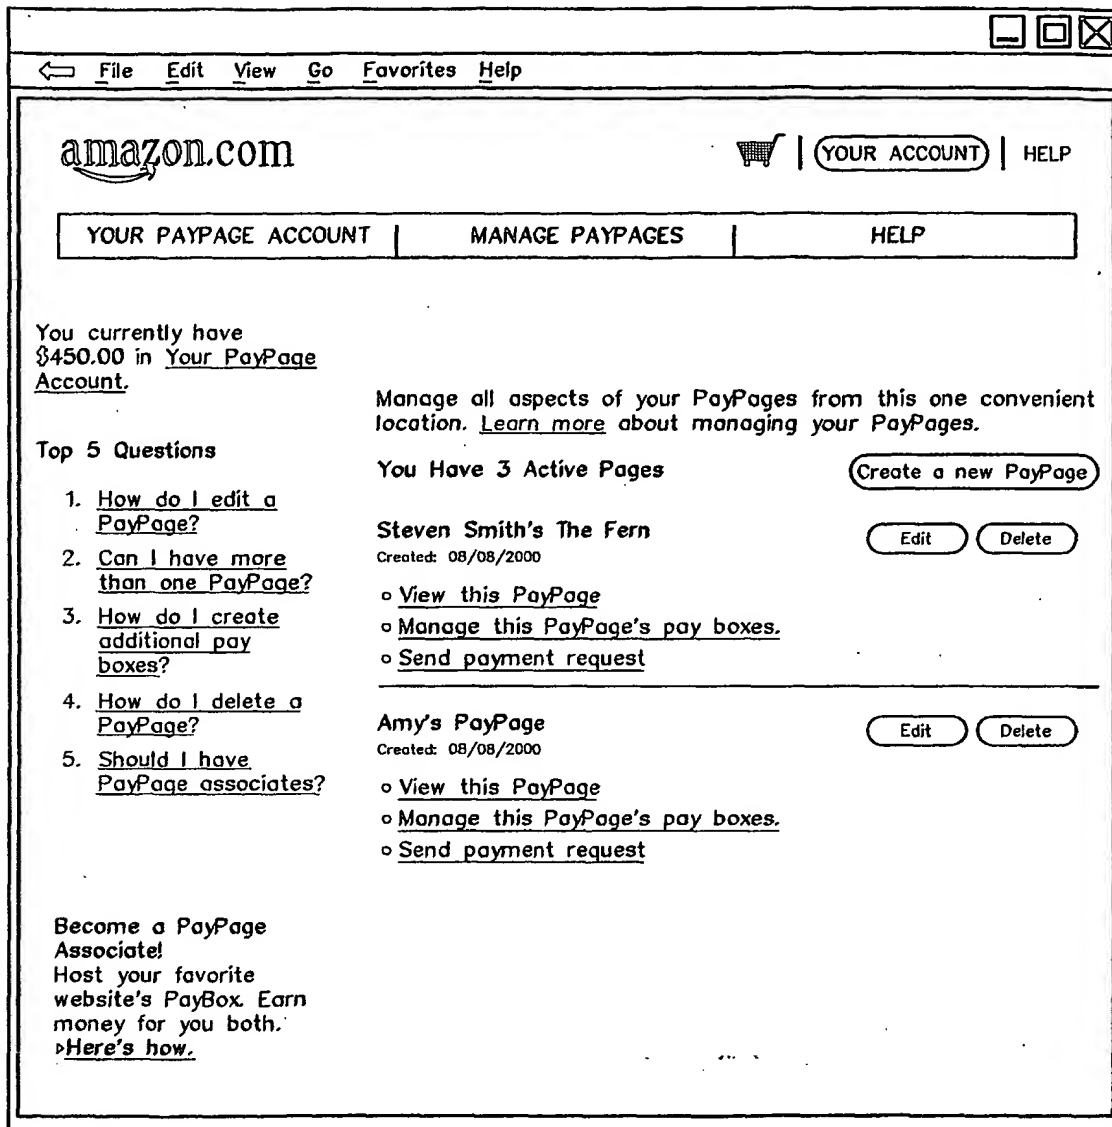 File Edit View Go Favorites Help
amazon.com
YOUR ACCOUNT | HELP
YOUR PAYPAGE ACCOUNT | MANAGE PAYPAGES | HELP
You currently have
$450.00 in Your PayPage
Account.
Top 5 Questions
1. How do I edit a
PayPage?
2. Can I have more
than one PayPage?
3. How do I create
additional pay
boxes?
4. How do I delete a
PayPage?
5. Should I have
PayPage associates?
Become a PayPage
Associate!
Host your favorite
website's PayBox. Earn
money for you both.
▹Here's how.
Manage all aspects of your PayPages from this one convenient
location. Learn more about managing your PayPages.
You Have 3 Active Pages Create a new PayPage
Steven Smith's The Fern Edit Delete
Created: 08/08/2000
o View this PayPage
o Manage this PayPage's pay boxes.
o Send payment request
Amy's PayPage Edit Delete
Created: 08/08/2000
o View this PayPage
o Manage this PayPage's pay boxes.
o Send payment request